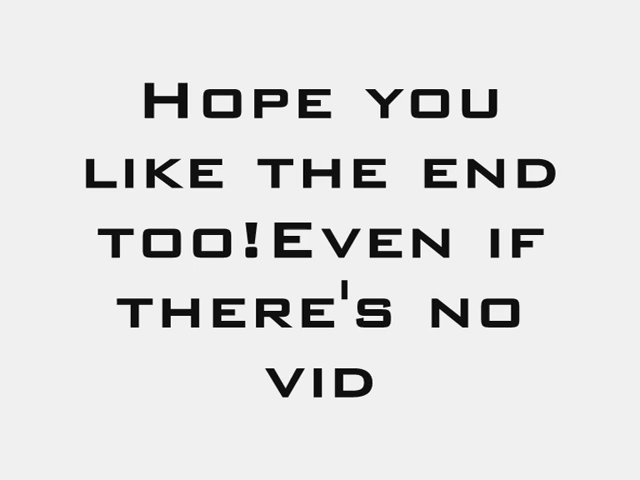 Hope you
like the end
too!Even if
there's no
vid